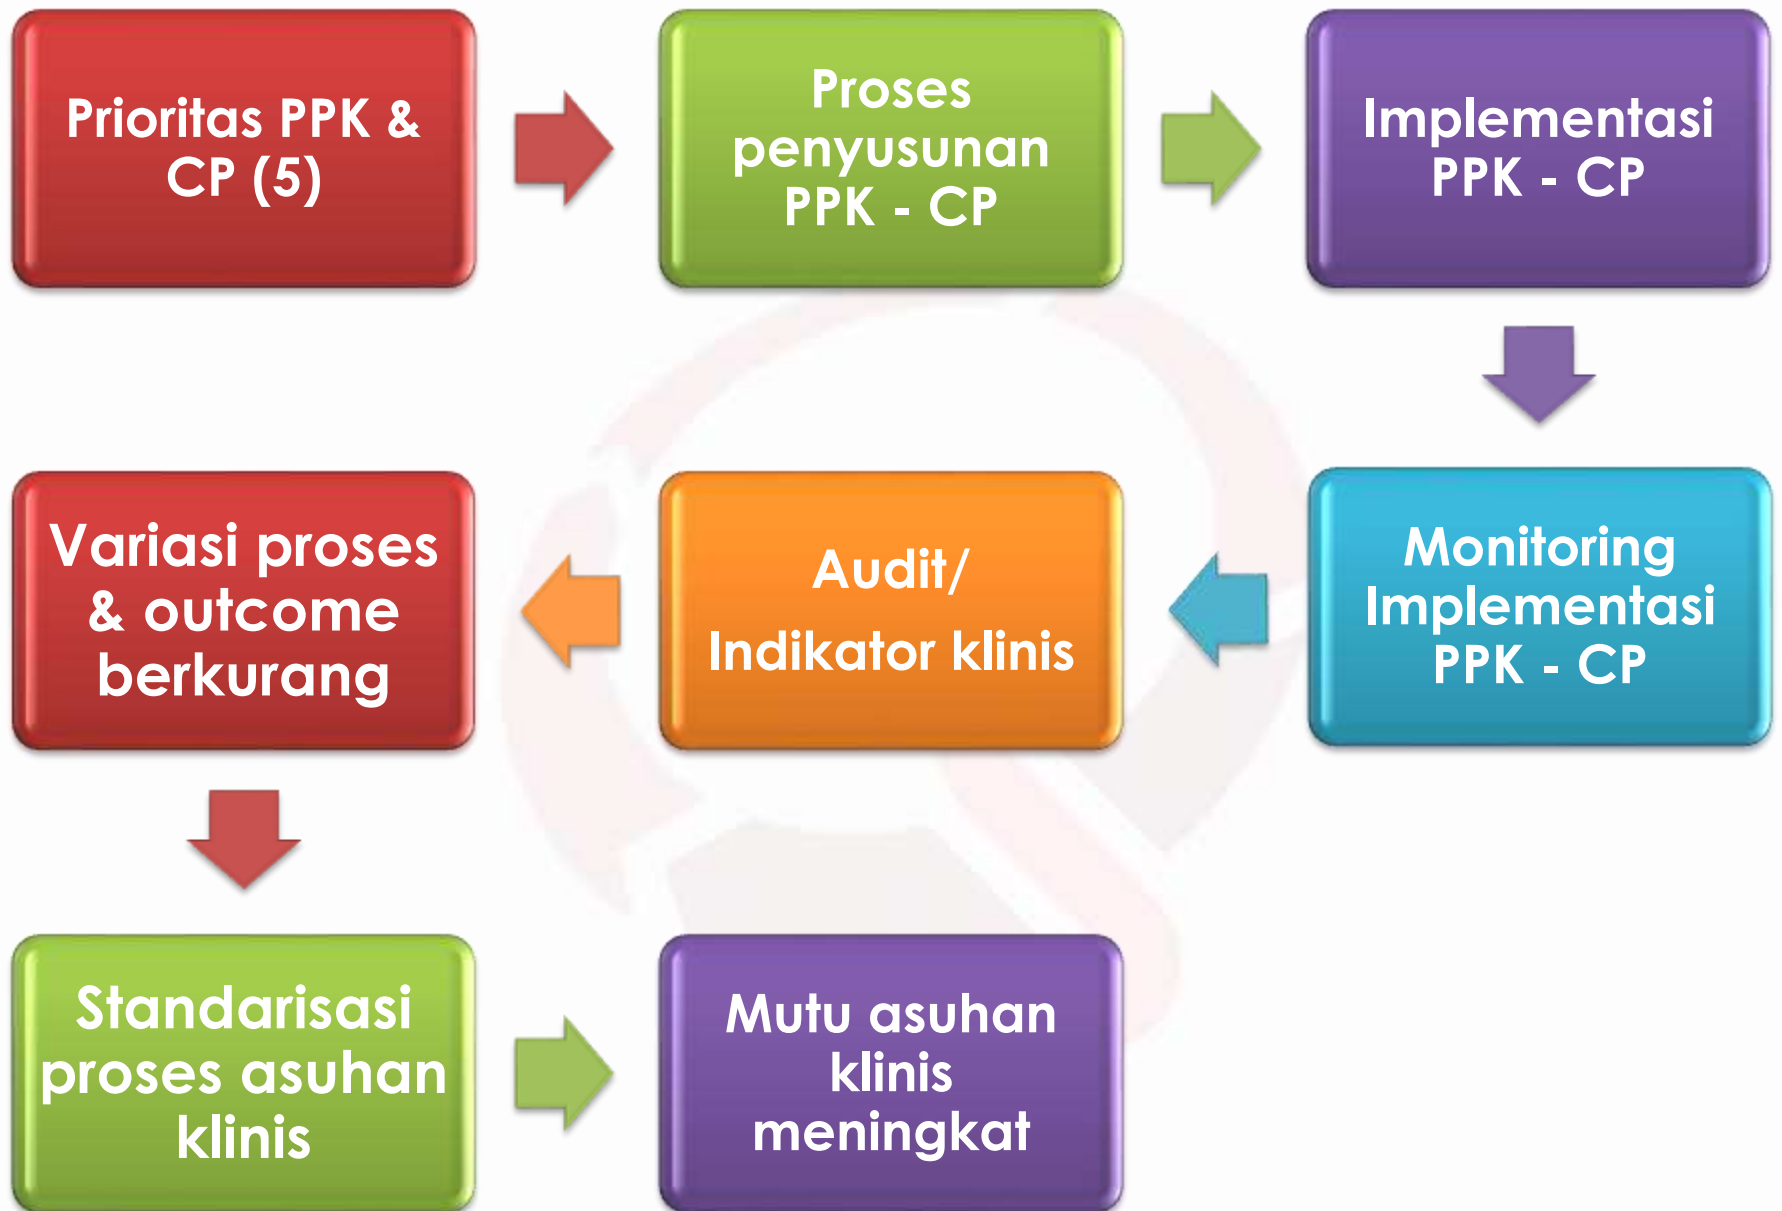 Prioritas PPK &
CP (5)
Proses
penyusunan
PPK - CP
Implementasi
PPK - CP
Monitoring
Implementasi
PPK - CP
Audit/
Indikator klinis
Variasi proses
& outcome
berkurang
Standarisasi
proses asuhan
klinis
Mutu asuhan
klinis
meningkat